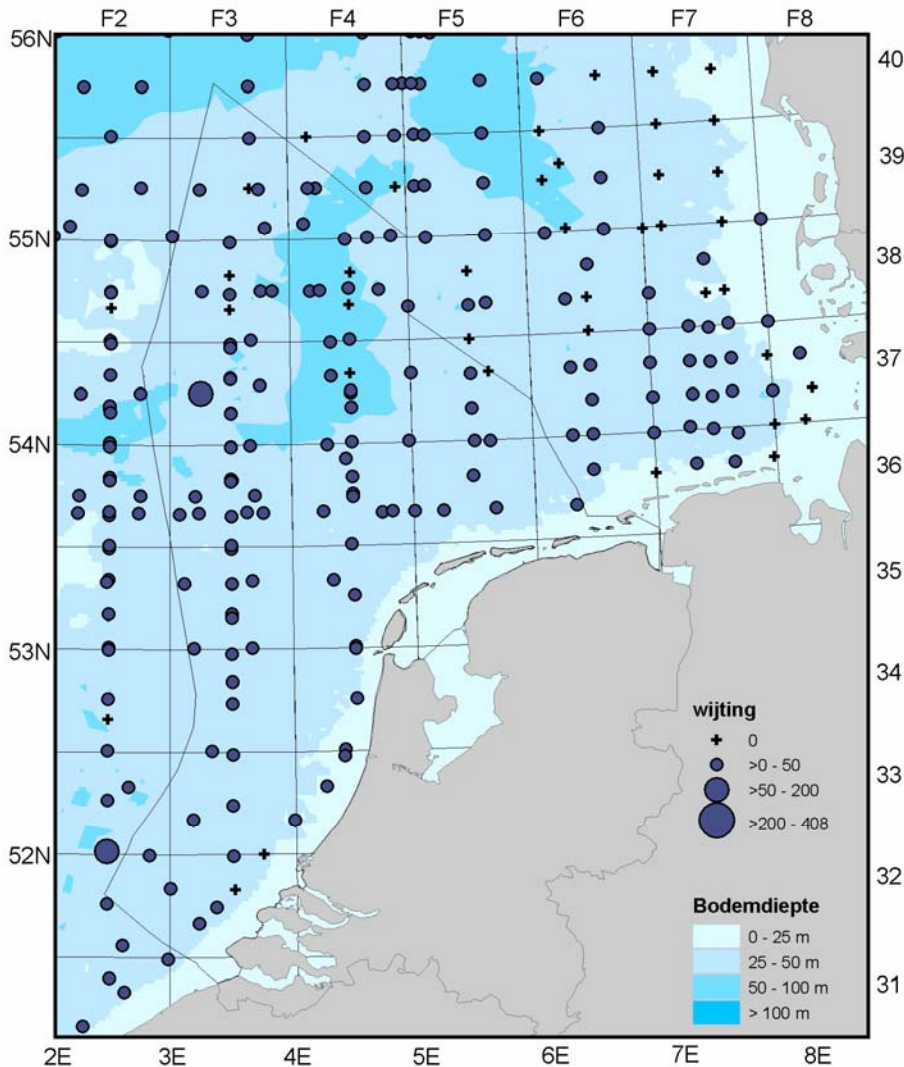 F2 F3 F4 F5 F6 F7 F8
56N
40
39
55N
38
37
54N
36
35
53N
34
33
52N
32
31
wijting
0
>0 - 50
>50 - 200
>200 - 408
Bodemdiepte
0 - 25 m
25 - 50 m
50 - 100 m
> 100 m
2E 3E 4E 5E 6E 7E 8E